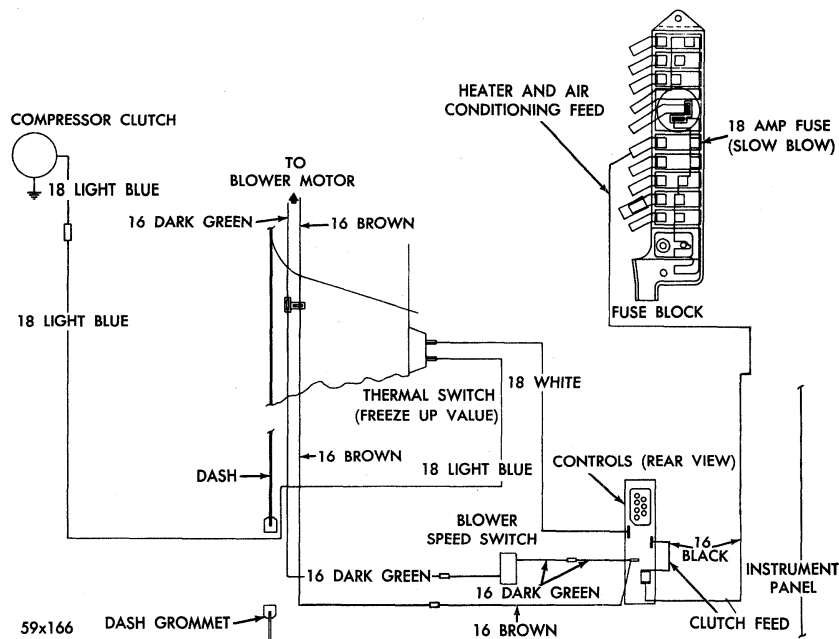 HEATER AND AIR
CONDITIONING FEED
COMPRESSOR CLUTCH
18 AMP FUSE
(SLOW BLOW)
TO
BLOWER MOTOR
18 LIGHT BLUE
16 DARK GREEN
16 BROWN
18 LIGHT BLUE
FUSE BLOCK
18 WHITE
THERMAL SWITCH
(FREEZE UP VALUE)
16 BROWN
18 LIGHT BLUE
CONTROLS (REAR VIEW)
DASH
BLOWER
SPEED SWITCH
16
BLACK
INSTRUMENT
PANEL
16 DARK GREEN
16 DARK GREEN
CLUTCH FEED
59x166
DASH GROMMET
16 BROWN